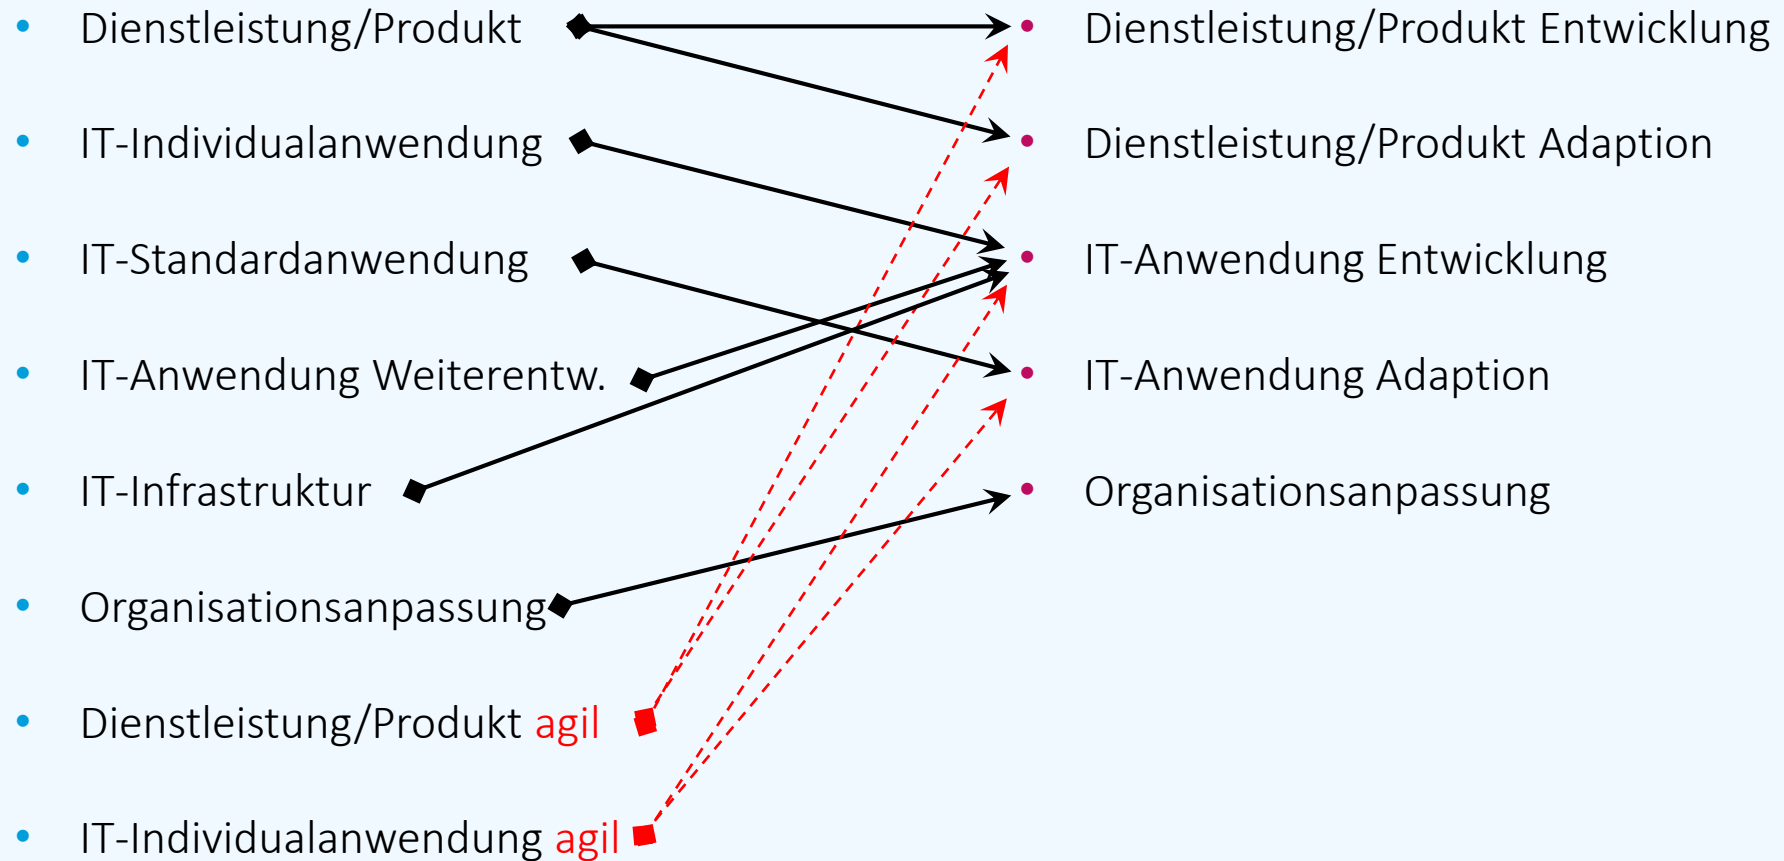 Dienstleistung/Produkt
IT-Individualanwendung
IT-Standardanwendung
IT-Anwendung Weiterentw.
IT-Infrastruktur
Organisationsanpassung
Dienstleistung/Produkt agil
IT-Individualanwendung agil
Dienstleistung/Produkt Entwicklung
Dienstleistung/Produkt Adaption
IT-Anwendung Entwicklung
IT-Anwendung Adaption
Organisationsanpassung